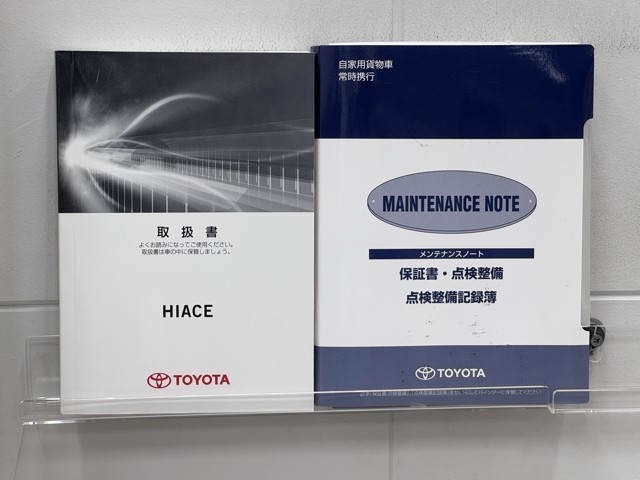 取扱書
よくお読みになってご使用ください。
取扱書は車の中に保管しましょう。
HIACE
TOYOTA
自家用貨物車
常時携行
MAINTENANCE NOTE
メンテナンスノート
保証書・点検整備
点検整備記録簿
TOYOTA